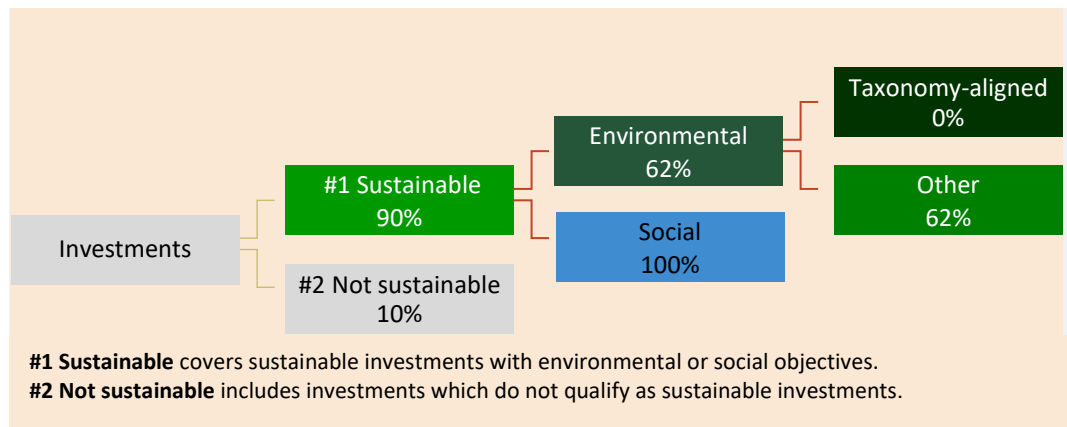 Taxonomy-aligned
0%
Environmental
62%
#1 Sustainable
90%
Other
62%
Social
100%
Investments
#2 Not sustainable
10%
#1 Sustainable covers sustainable investments with environmental or social objectives.
#2 Not sustainable includes investments which do not qualify as sustainable investments.